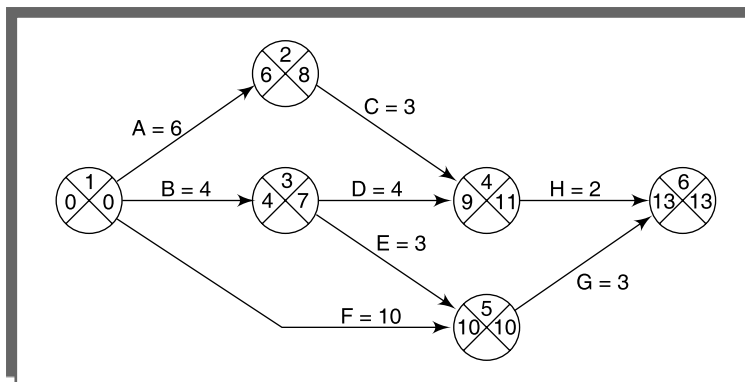 2
6 8
A = 6
C = 3
1
0 0
B = 4
3
4 7
D = 4
4
9 11
H = 2
6
13 13
E = 3
G = 3
F = 10
5
10 10